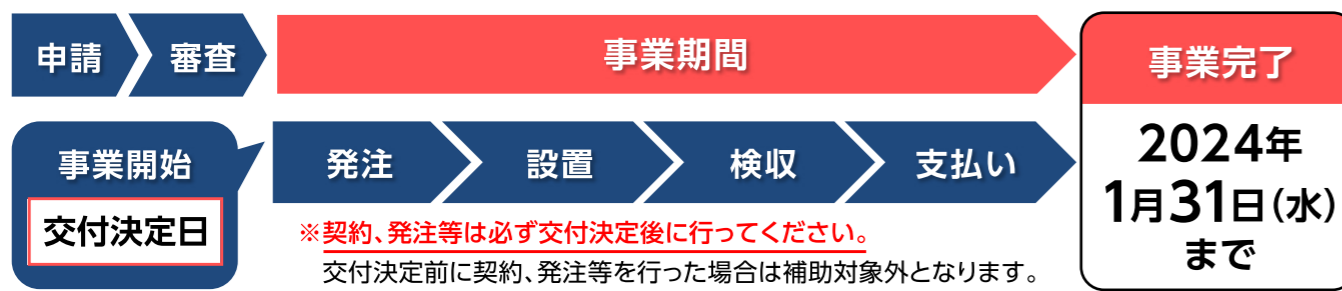 申請
審査
事業期間
事業完了
事業開始
交付決定日
発注
設置
検収
支払い
2024年
1月31日(水)
まで
※契約、発注等は必ず交付決定後に行ってください。
交付決定前に契約、発注等を行った場合は補助対象外となります。